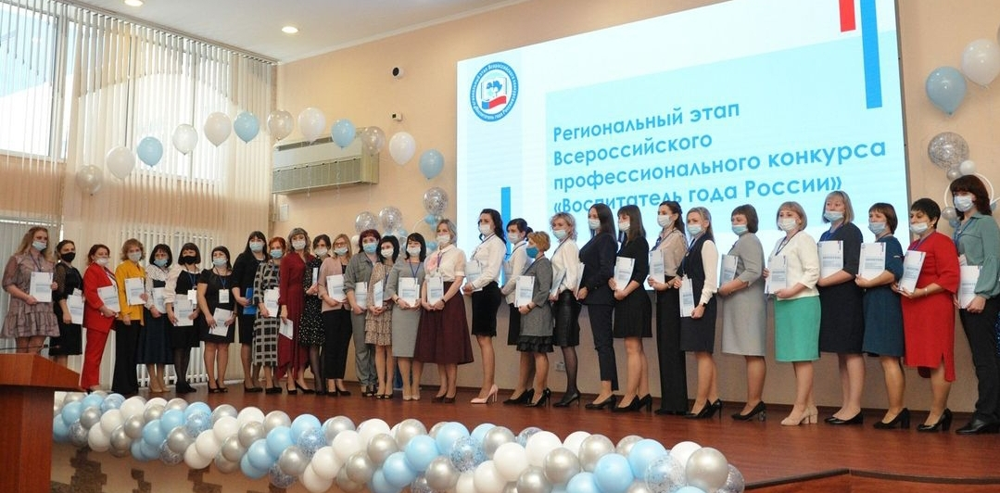 Региональный этап
Всероссийского
профессионального конкурса
«Воспитатель года России»